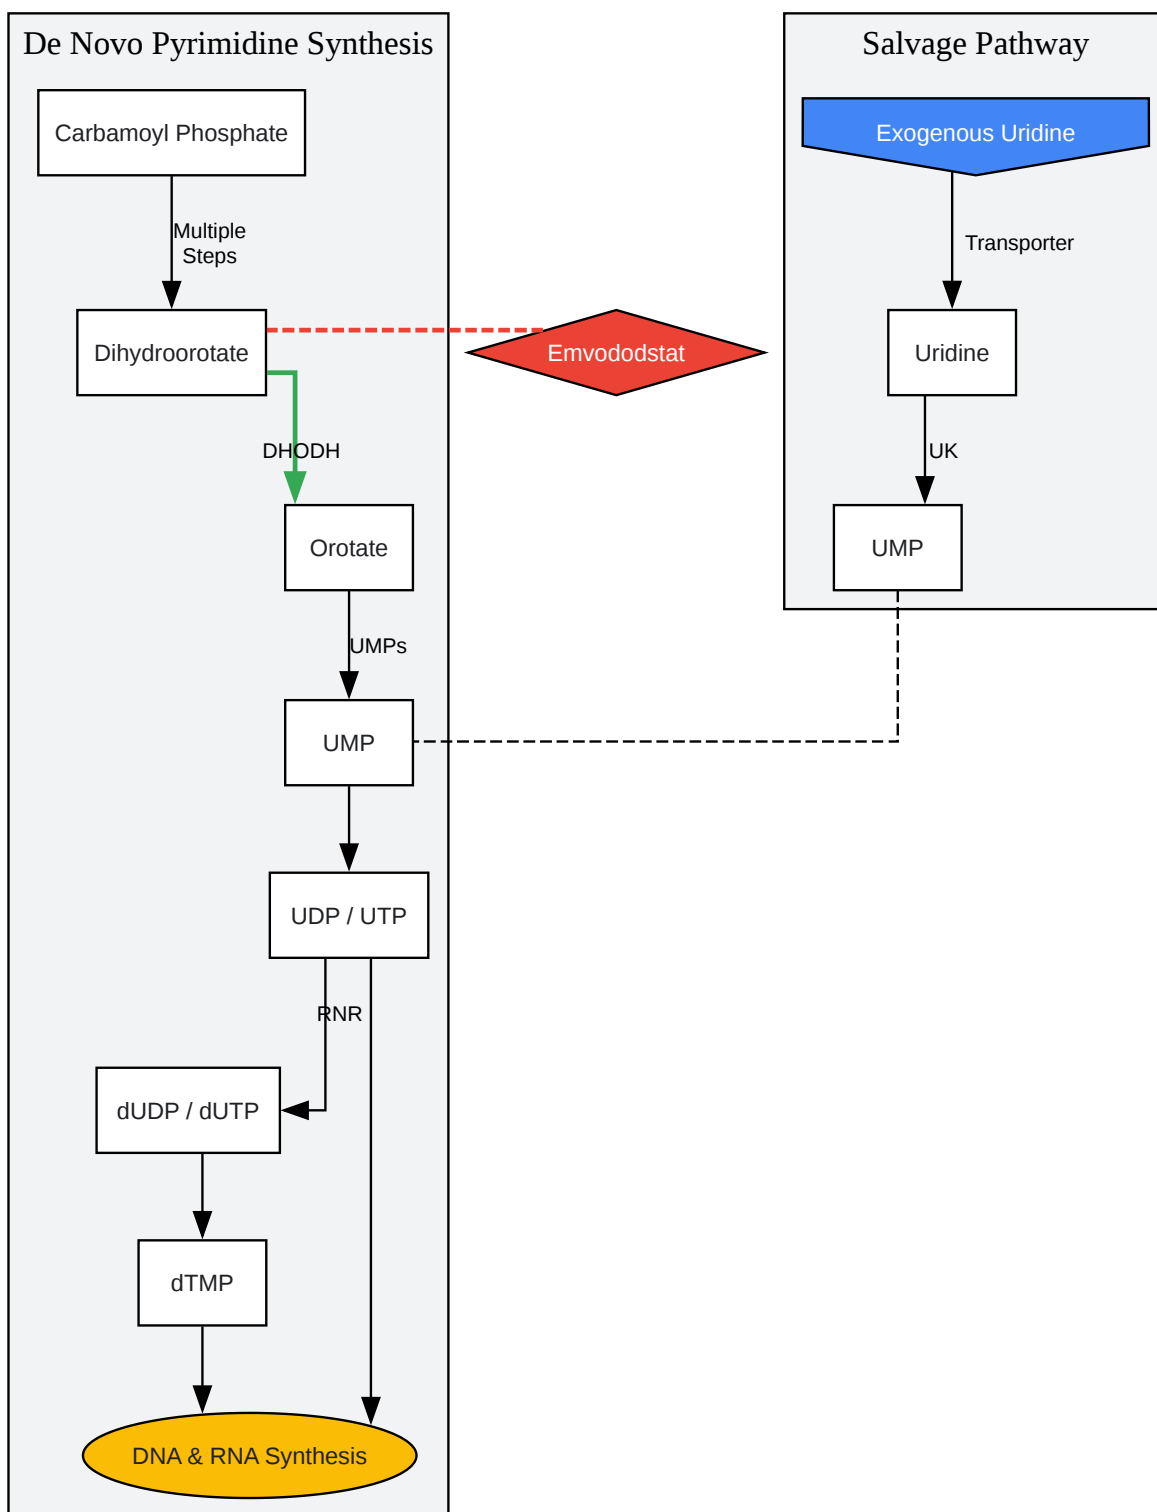 De Novo Pyrimidine Synthesis
Carbamoyl Phosphate
Multiple
Steps
Dihydroorotate
DHODH
Orotate
UMPs
UMP
UDP / UTP
RNR
dUDP / dUTP
dTMP
DNA & RNA Synthesis
Emvododstat
Salvage Pathway
Exogenous Uridine
Transporter
Uridine
UK
UMP